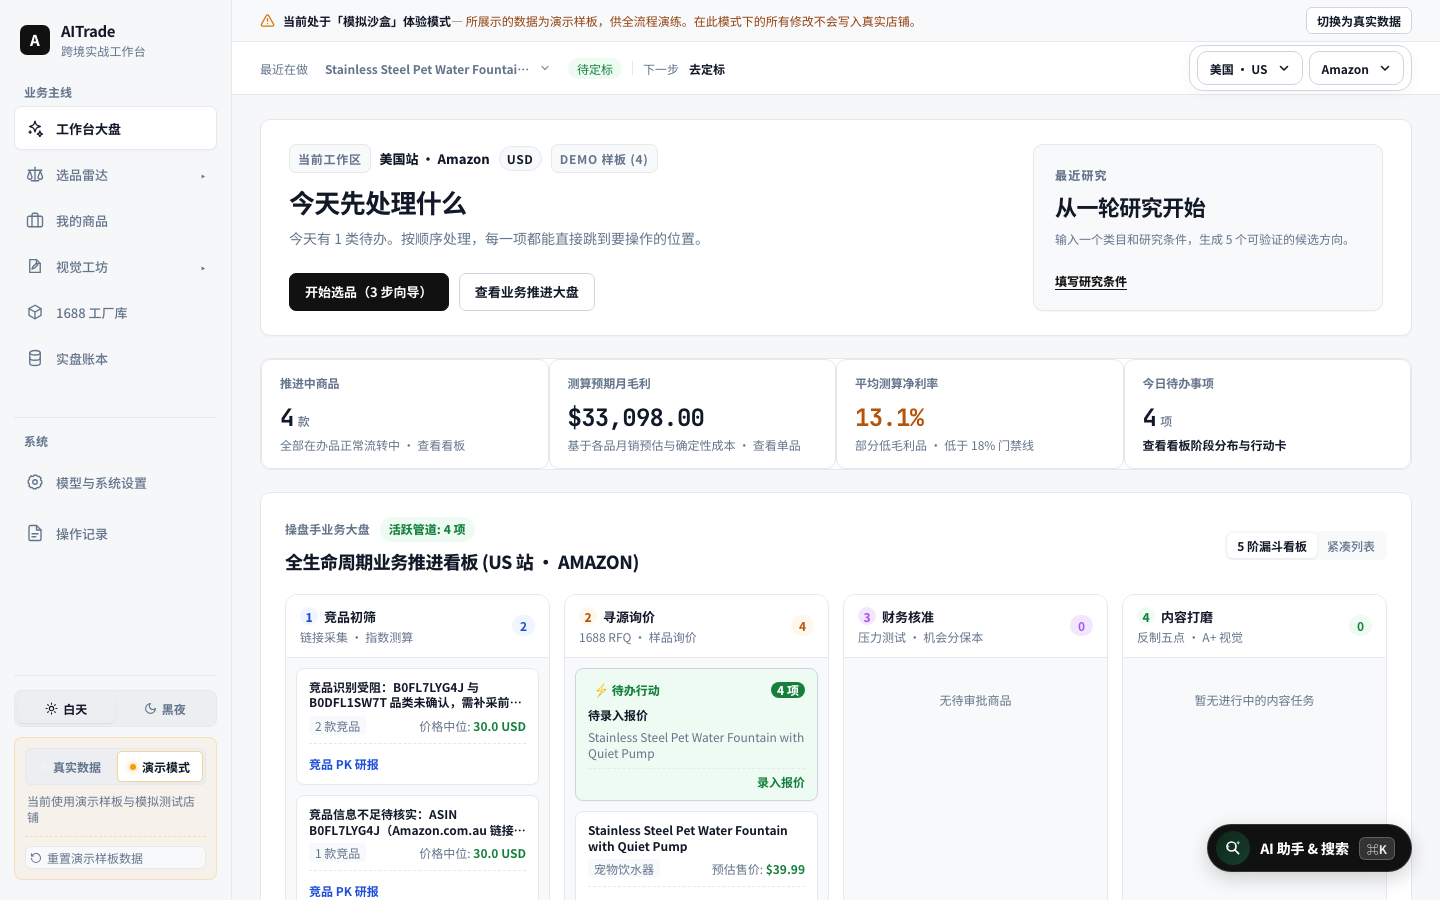 A
AITrade
跨境实战工作台
业务主线
工作台大盘
选品雷达
我的商品
视觉工坊
1688 工厂库
实盘账本
系统
模型与系统设置
操作记录
白天
黑夜
真实数据
演示模式
当前使用演示样板与模拟测试店铺
重置演示样板数据
当前处于「模拟沙盒」体验模式— 所展示的数据为演示样板，供全流程演练。在此模式下的所有修改不会写入真实店铺。
切换为真实数据
最近在做
Stainless Steel Pet Water Fountai…
待定标
下一步
去定标
美国 · US
Amazon
当前工作区
美国站 · Amazon
USD
DEMO 样板 (4)
今天先处理什么
今天有 1 类待办。按顺序处理，每一项都能直接跳到要操作的位置。
开始选品（3 步向导）
查看业务推进大盘
最近研究
从一轮研究开始
输入一个类目和研究条件，生成 5 个可验证的候选方向。
填写研究条件
推进中商品
4 款
全部在办品正常流转中 · 查看看板
测算预期月毛利
$33,098.00
基于各品月销预估与确定性成本 · 查看单品
平均测算净利率
13.1%
部分低毛利品 · 低于 18% 门禁线
今日待办事项
4 项
查看看板阶段分布与行动卡
操盘手业务大盘
活跃管道: 4 项
全生命周期业务推进看板 (US 站 · AMAZON)
5 阶漏斗看板
紧凑列表
1 竞品初筛
链接采集 · 指数测算
2
竞品识别受阻：B0FL7LYG4J 与
B0DFL1SW7T 品类未确认，需补采前…
2 款竞品
价格中位: 30.0 USD
竞品 PK 研报
竞品信息不足待核实：ASIN
B0FL7LYG4J（Amazon.com.au 链接…
1 款竞品
价格中位: 30.0 USD
竞品 PK 研报
2 寻源询价
1688 RFQ · 样品询价
4
⚡ 待办行动
4 项
待录入报价
Stainless Steel Pet Water Fountain with
Quiet Pump
录入报价
Stainless Steel Pet Water Fountain
with Quiet Pump
宠物饮水器
预估售价: $39.99
3 财务核准
压力测试 · 机会分保本
0
无待审批商品
4 内容打磨
反制五点 · A+ 视觉
0
暂无进行中的内容任务
AI 助手 & 搜索
⌘K